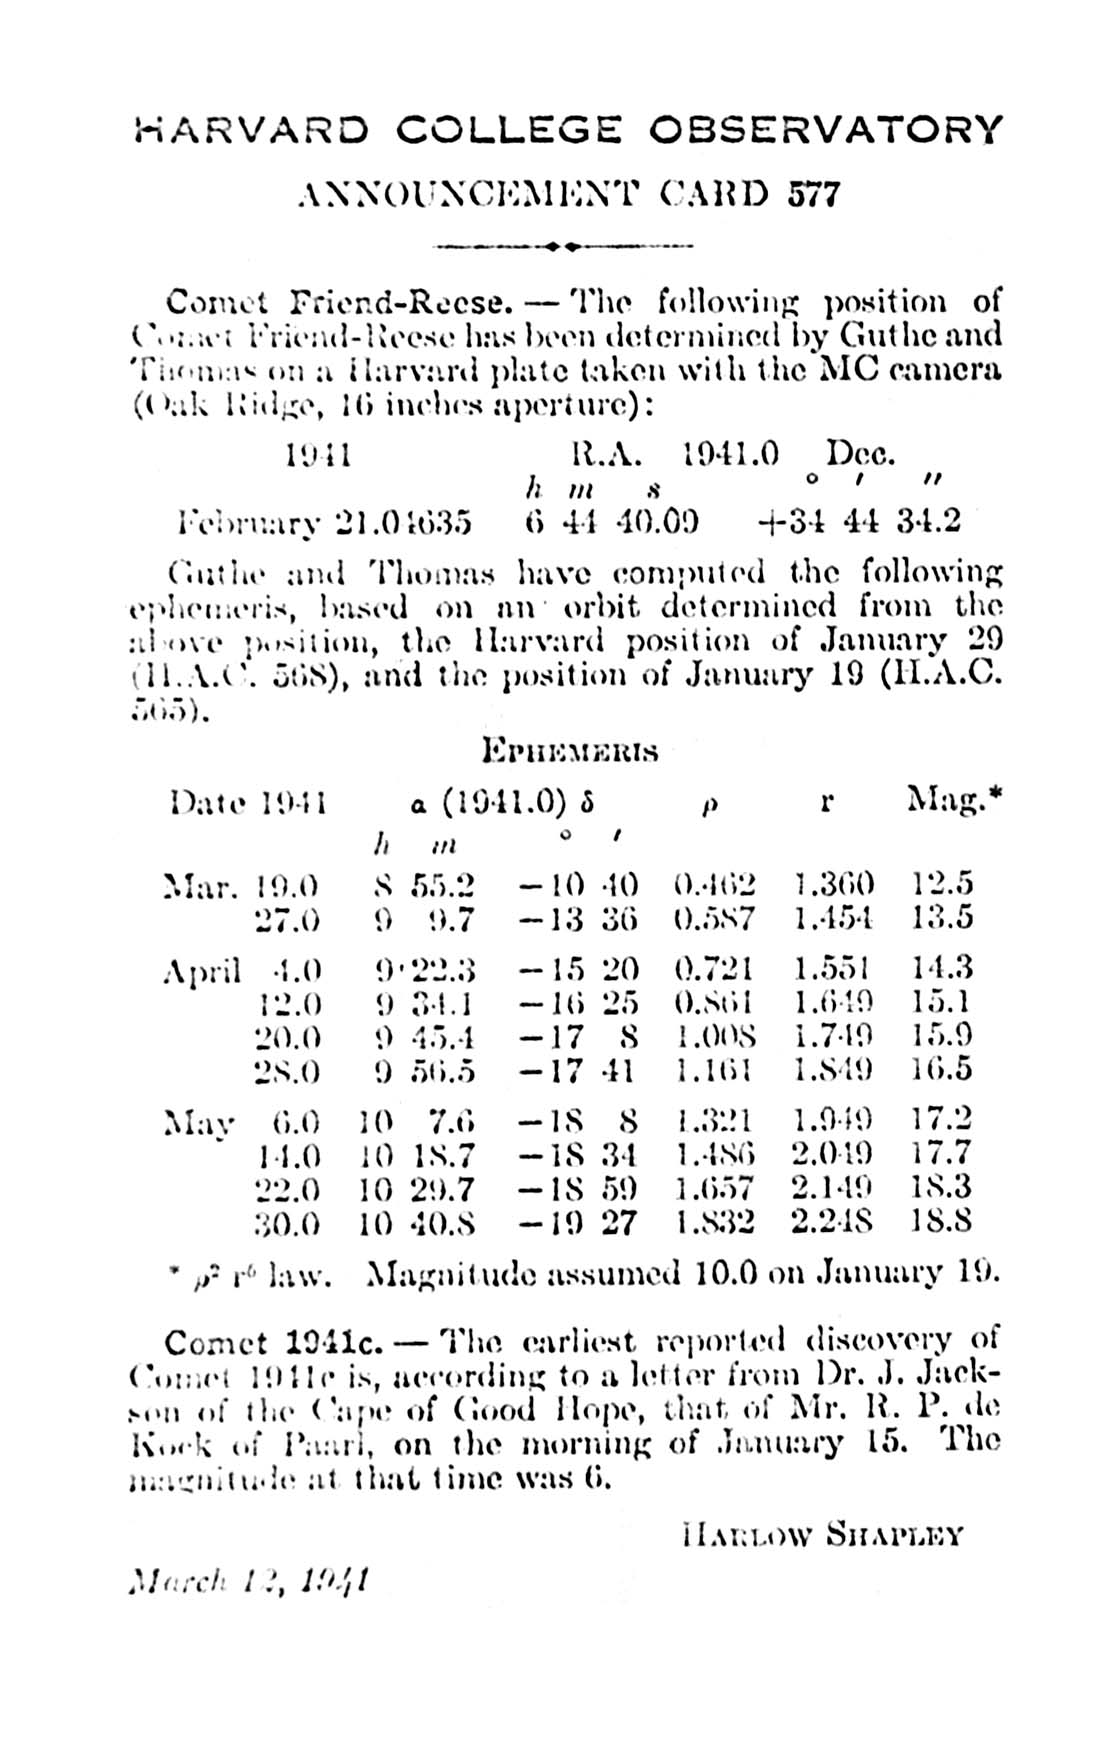 HARVARD COLLEGE OBSERVATORY
ANNOUNCEMENT CARD 577
Comet Friend-Reese. — The following position of
Comet Friend-Reese has been determined by Guthe and
Thomas on a Harvard plate taken with the MC camera
(Oak Ridge, 16 inches aperture):
1941 R.A. 1941.0 Dec.
h m s ° ′ ″
February 21.04635 6 44 40.09 +34 44 34.2
Guthe and Thomas have computed the following
ephemeris, based on an orbit determined from the
above position, the Harvard position of January 29
(H.A.C. 568), and the position of January 19 (H.A.C.
565).
EPHEMERIS
Date 1941 α (1941.0) δ ρ r Mag.*
h m ° ′
Mar. 19.0 8 55.2 −10 40 0.462 1.360 12.5
27.0 9 9.7 −13 36 0.587 1.454 13.5
April 4.0 9 22.3 −15 20 0.721 1.551 14.3
12.0 9 34.1 −16 25 0.861 1.649 15.1
20.0 9 45.4 −17 8 1.008 1.749 15.9
28.0 9 56.5 −17 41 1.161 1.849 16.5
May 6.0 10 7.6 −18 8 1.321 1.949 17.2
14.0 10 18.7 −18 34 1.486 2.049 17.7
22.0 10 29.7 −18 59 1.657 2.149 18.3
30.0 10 40.8 −19 27 1.832 2.248 18.8
* ρ² r⁶ law. Magnitude assumed 10.0 on January 19.
Comet 1941c. — The earliest reported discovery of
Comet 1941c is, according to a letter from Dr. J. Jack-
son of the Cape of Good Hope, that of Mr. R. P. de
Kock of Paarl, on the morning of January 15. The
magnitude at that time was 6.
HARLOW SHAPLEY
March 12, 1941